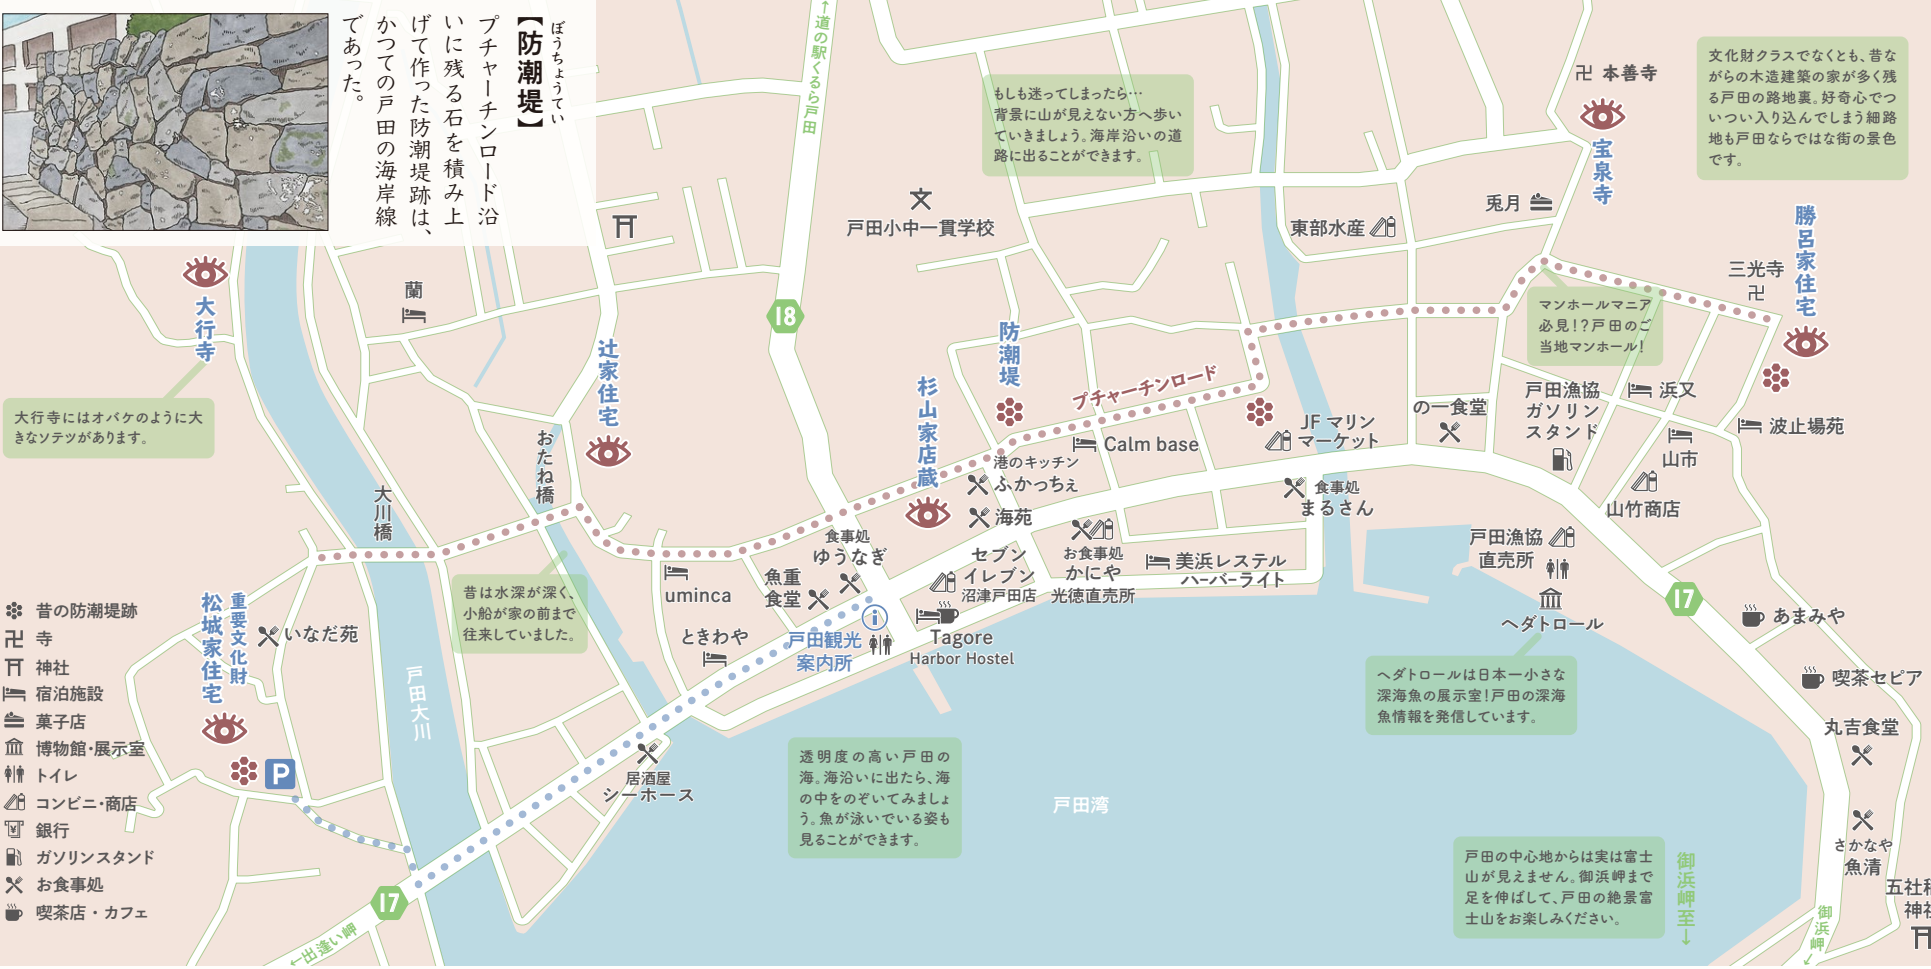 【防潮堤】
ぼうちょうてい
プチャーチンロード沿
いに残る石を積み上
げて作った防潮堤跡は、
かつての戸田の海岸線
であった。
←道の駅くるら戸田
もしも迷ってしまったら…
背景に山が見えない方へ歩い
ていきましょう。海岸沿いの道
路に出ることができます。
卍 本善寺
宝泉寺
文化財クラスでなくとも、昔な
がらの木造建築の家が多く残
る戸田の路地裏。好奇心でつ
いつい入り込んでしまう細路
地も戸田ならではな街の景色
です。
文
戸田小中一貫学校
兎月
東部水産
勝呂家住宅
三光寺
卍
マンホールマニア
必見!?戸田のご
当地マンホール!
大行寺
大行寺にはオバケのように大
きなソテツがあります。
蘭
18
辻家住宅
防潮堤
杉山家店蔵
プチャーチンロード
Calm base
JF マリン
マーケット
の一食堂
戸田漁協
ガソリン
スタンド
浜又
波止場苑
山市
山竹商店
おたね橋
大川橋
港のキッチン
ふかっちぇ
海苑
食事処
まるさん
食事処
ゆうなぎ
魚重
食堂
セブン
イレブン
沼津戸田店
お食事処
かにや
光徳直売所
美浜レステル
ハーバーライト
戸田漁協
直売所
ヘダトロール
17
あまみや
喫茶セピア
丸吉食堂
さかなや
魚清
昔は水深が深く、
小船が家の前まで
往来していました。
uminca
ときわや
戸田観光
案内所
i
Tagore
Harbor Hostel
ヘダトロールは日本一小さな
深海魚の展示室!戸田の深海
魚情報を発信しています。
重要文化財
松城家住宅
いなだ苑
P
戸田大川
居酒屋
シーホース
透明度の高い戸田の
海。海沿いに出たら、海
の中をのぞいてみましょ
う。魚が泳いでいる姿も
見ることができます。
戸田湾
戸田の中心地からは実は富士
山が見えません。御浜岬まで
足を伸ばして、戸田の絶景富
士山をお楽しみください。
御浜岬至→
御浜岬→
神社
17
←出逢い岬
昔の防潮堤跡
卍 寺
神社
宿泊施設
菓子店
博物館・展示室
トイレ
コンビニ・商店
銀行
ガソリンスタンド
お食事処
喫茶店・カフェ